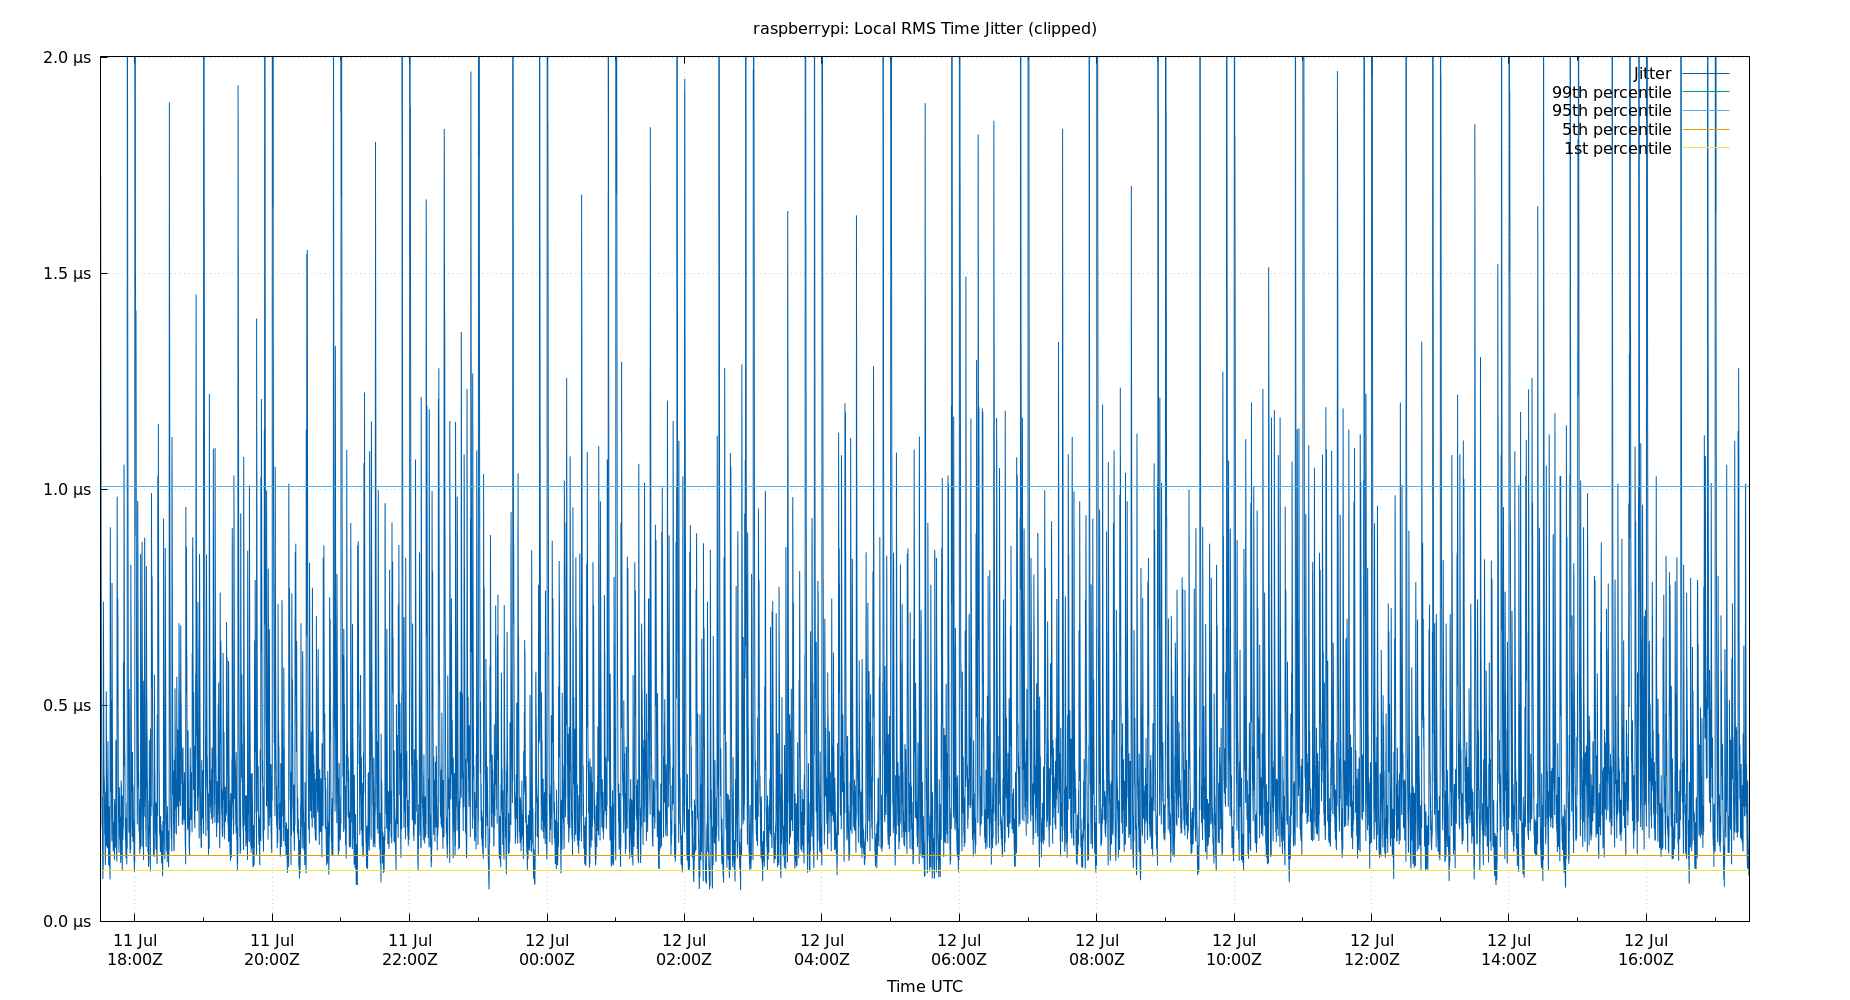 raspberrypi: Local RMS Time Jitter (clipped)
2.0 µs
1.5 µs
1.0 µs
0.5 µs
0.0 µs
Jitter
99th percentile
95th percentile
5th percentile
1st percentile
11 Jul 11 Jul 11 Jul 12 Jul 12 Jul 12 Jul 12 Jul 12 Jul 12 Jul 12 Jul 12 Jul 12 Jul
18:00Z 20:00Z 22:00Z 00:00Z 02:00Z 04:00Z 06:00Z 08:00Z 10:00Z 12:00Z 14:00Z 16:00Z
Time UTC